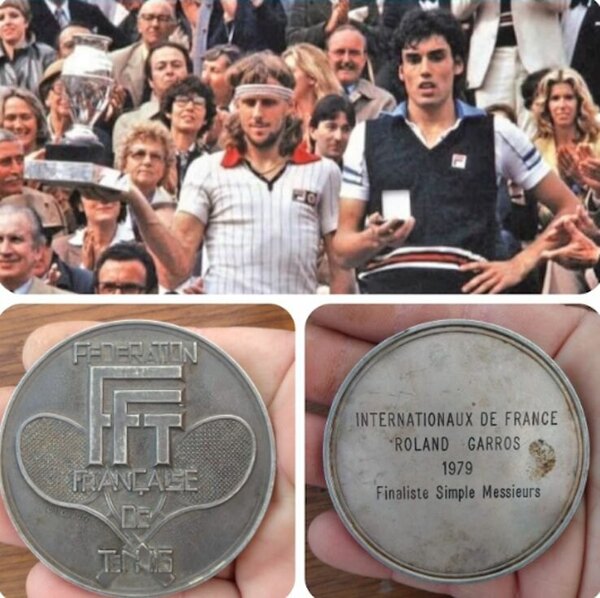 FEDERATION
FFT
FRANÇAISE
DE
TENNIS
INTERNATIONAUX DE FRANCE
ROLAND GARROS
1979
Finaliste Simple Messieurs